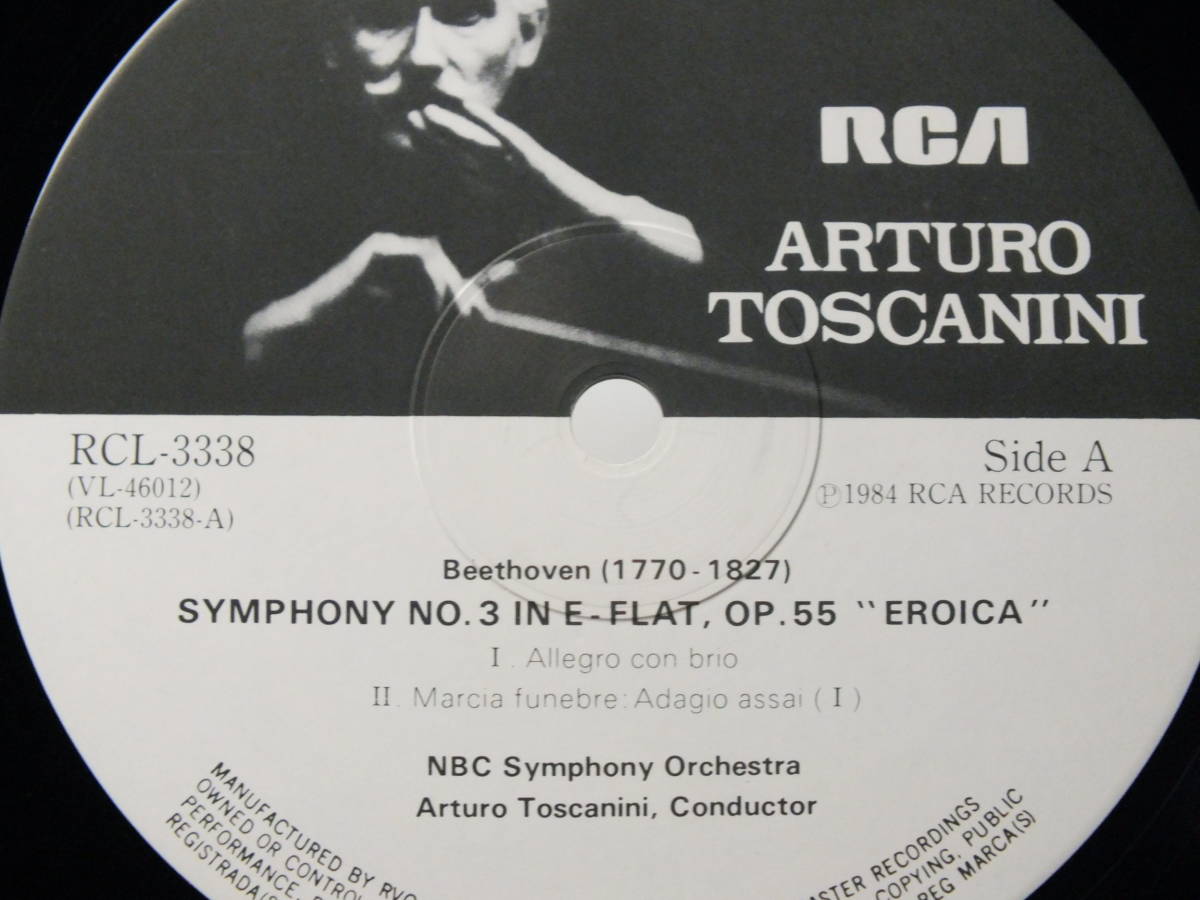 RCA
ARTURO
TOSCANINI
RCL-3338
(VL-46012)
(RCL-3338-A)
Side A
Ⓟ1984 RCA RECORDS
Beethoven (1770-1827)
SYMPHONY NO.3 IN E-FLAT, OP.55 "EROICA"
I. Allegro con brio
II. Marcia funebre: Adagio assai (I)
NBC Symphony Orchestra
Arturo Toscanini, Conductor
MANUFACTURED BY RVC
OWNED OR CONTROL
PERFORMANCE,
REGISTRADA(S
ASTER RECORDINGS
COPYING, PUBLIC
REG MARCA(S)